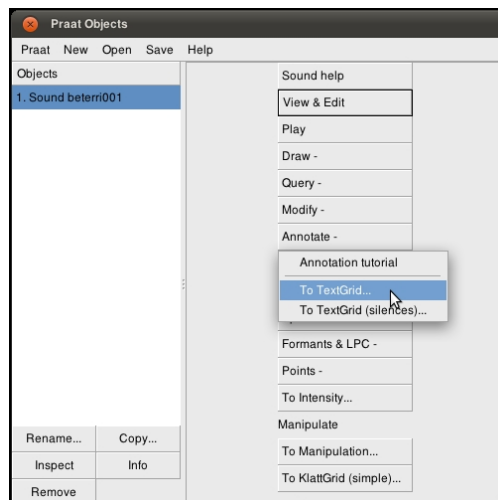 Praat Objects
Praat New Open Save Help
Objects
1. Sound beterri001
Sound help
View & Edit
Play
Draw -
Query -
Modify -
Annotate -
Annotation tutorial
To TextGrid...
To TextGrid (silences)...
Formants & LPC -
Points -
To Intensity...
Manipulate
To Manipulation...
To KlattGrid (simple)...
Rename... Copy...
Inspect Info
Remove